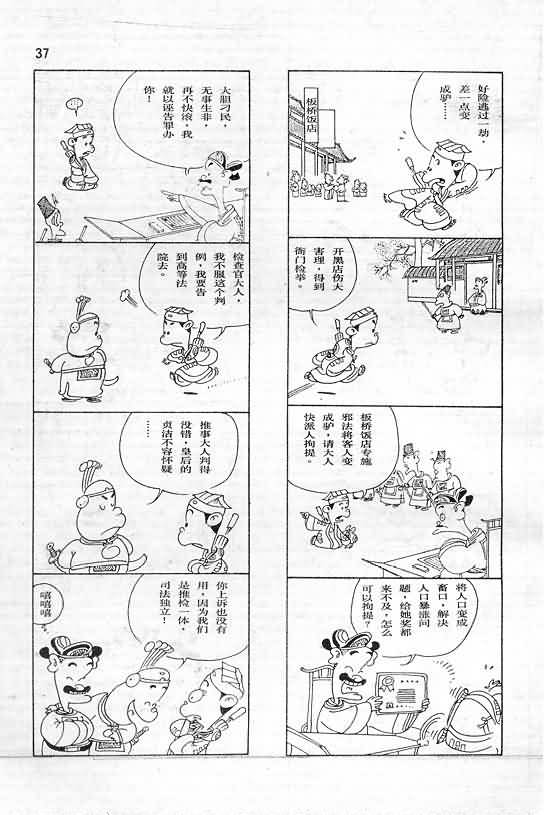 37
好险逃过一劫，
差一点变
成驴……
板桥饭店
开黑店伤天
害理，得到
衙门检举。
板桥饭店专施
邪法将客人变
成驴，请大人
快派人拘提。
将人口变成
畜口，解决
人口暴涨问
题，给她奖都
来不及，怎么
可以拘提？
大胆刁民，
无事生非，
再不快滚，我
就以诬告罪办
你！
检查官大人，
我不服这个判
例，我要告
到高等法
院去。
推事大人判得
没错，皇后的
贞洁不容怀疑
……
你上诉也没有
用，因为我们
是推检一体，
司法独立！
嘻嘻嘻